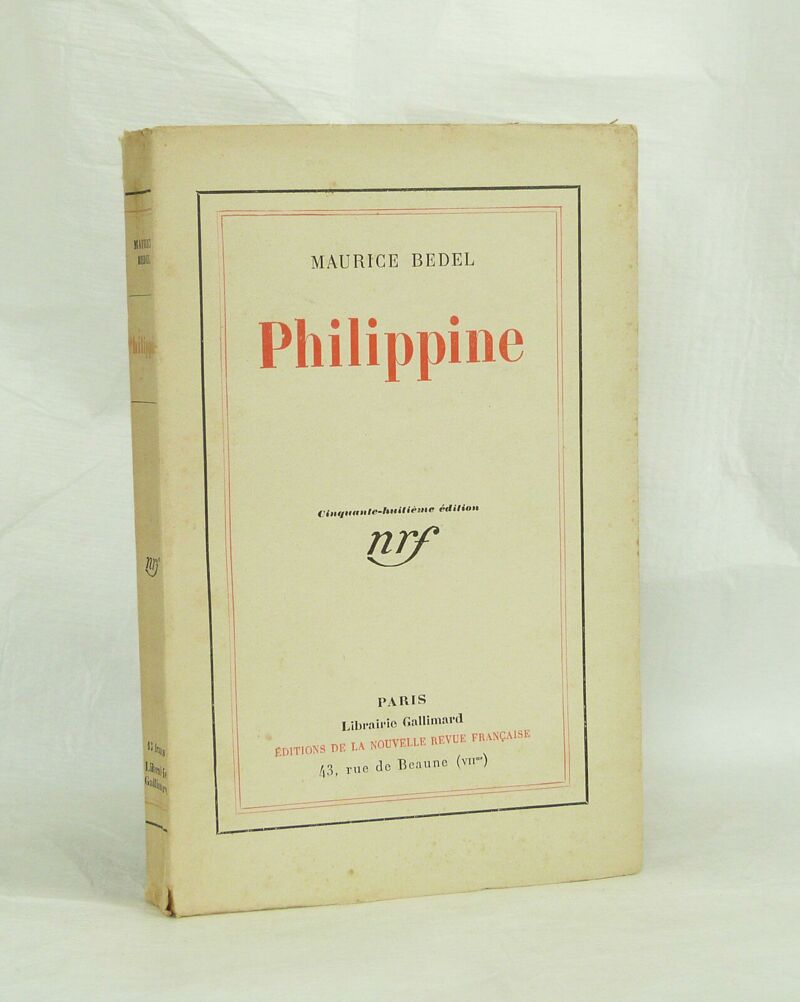 MAURICE BEDEL
Philippine
Cinquante-huitième édition
nrf
PARIS
Librairie Gallimard
ÉDITIONS DE LA NOUVELLE REVUE FRANÇAISE
43, rue de Beaune (VIIme)
nrf